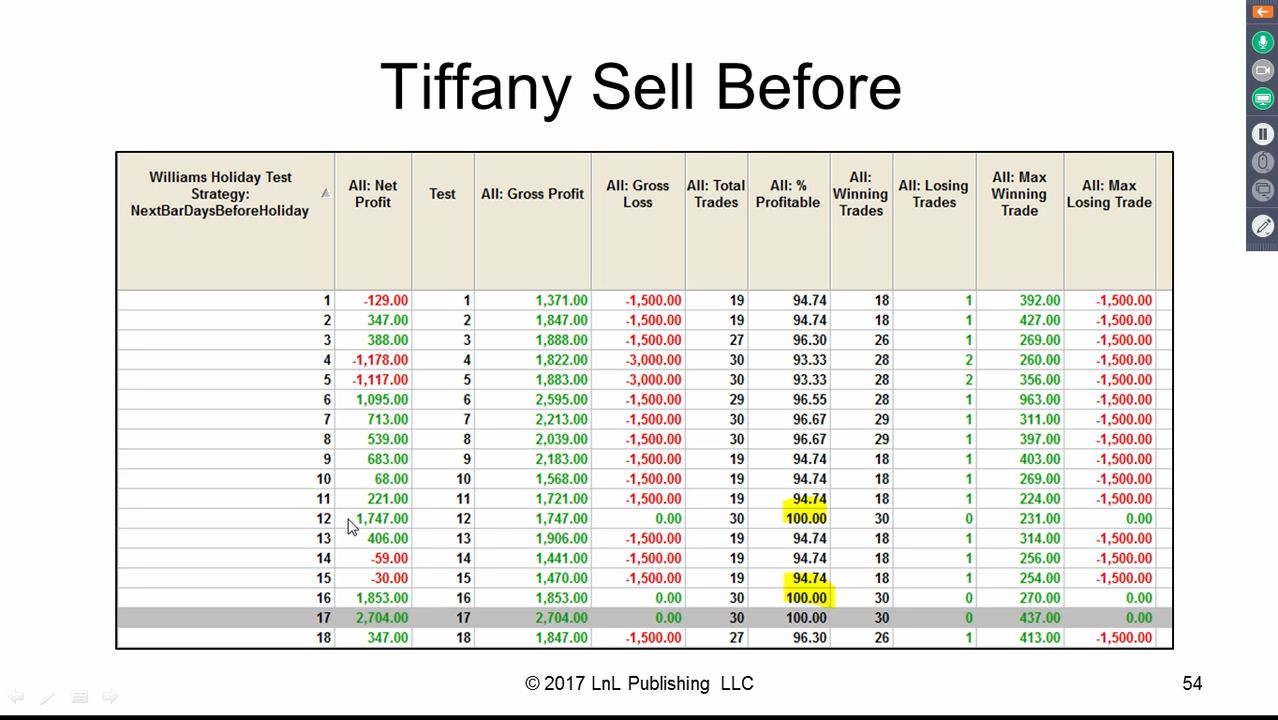 Tiffany Sell Before
Williams Holiday Test Strategy: NextBarDaysBeforeHoliday All: Net Profit Test All: Gross Profit All: Gross Loss All: Total Trades All: % Profitable All: Winning Trades All: Losing Trades All: Max Winning Trade All: Max Losing Trade
1 -129.00 1 1,371.00 -1,500.00 19 94.74 18 1 392.00 -1,500.00
2 347.00 2 1,847.00 -1,500.00 19 94.74 18 1 427.00 -1,500.00
3 388.00 3 1,888.00 -1,500.00 27 96.30 26 1 269.00 -1,500.00
4 -1,178.00 4 1,822.00 -3,000.00 30 93.33 28 2 260.00 -1,500.00
5 -1,117.00 5 1,883.00 -3,000.00 30 93.33 28 2 356.00 -1,500.00
6 1,095.00 6 2,595.00 -1,500.00 29 96.55 28 1 963.00 -1,500.00
7 713.00 7 2,213.00 -1,500.00 30 96.67 29 1 311.00 -1,500.00
8 539.00 8 2,039.00 -1,500.00 30 96.67 29 1 397.00 -1,500.00
9 683.00 9 2,183.00 -1,500.00 19 94.74 18 1 403.00 -1,500.00
10 68.00 10 1,568.00 -1,500.00 19 94.74 18 1 269.00 -1,500.00
11 221.00 11 1,721.00 -1,500.00 19 94.74 18 1 224.00 -1,500.00
12 1,747.00 12 1,747.00 0.00 30 100.00 30 0 231.00 0.00
13 406.00 13 1,906.00 -1,500.00 19 94.74 18 1 314.00 -1,500.00
14 -59.00 14 1,441.00 -1,500.00 19 94.74 18 1 256.00 -1,500.00
15 -30.00 15 1,470.00 -1,500.00 19 94.74 18 1 254.00 -1,500.00
16 1,853.00 16 1,853.00 0.00 30 100.00 30 0 270.00 0.00
17 2,704.00 17 2,704.00 0.00 30 100.00 30 0 437.00 0.00
18 347.00 18 1,847.00 -1,500.00 27 96.30 26 1 413.00 -1,500.00
© 2017 LnL Publishing LLC
54